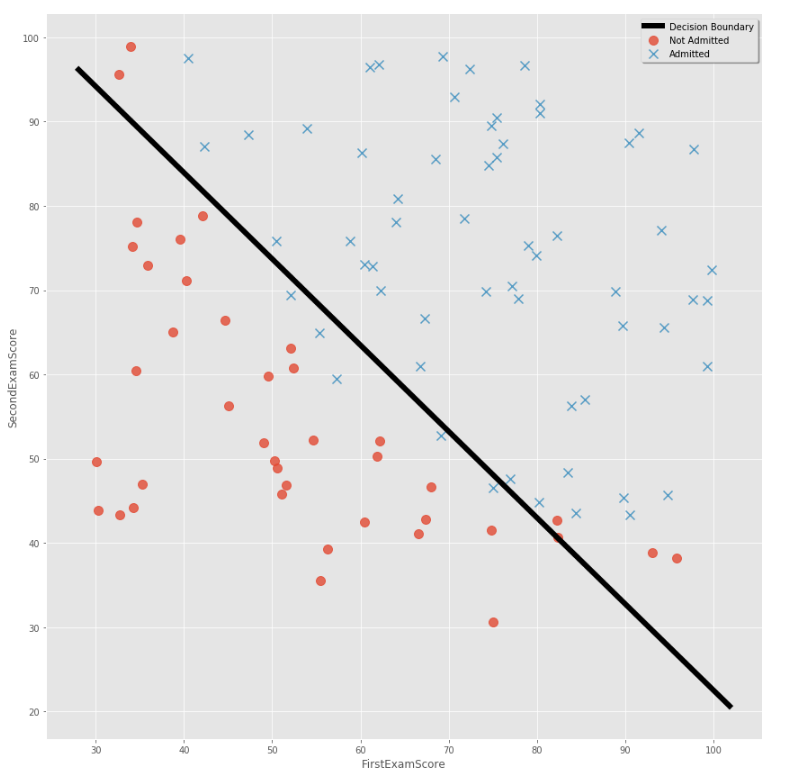 Decision Boundary
Not Admitted
Admitted
100
90
80
70
60
50
40
30
20
SecondExamScore
30 40 50 60 70 80 90 100
FirstExamScore